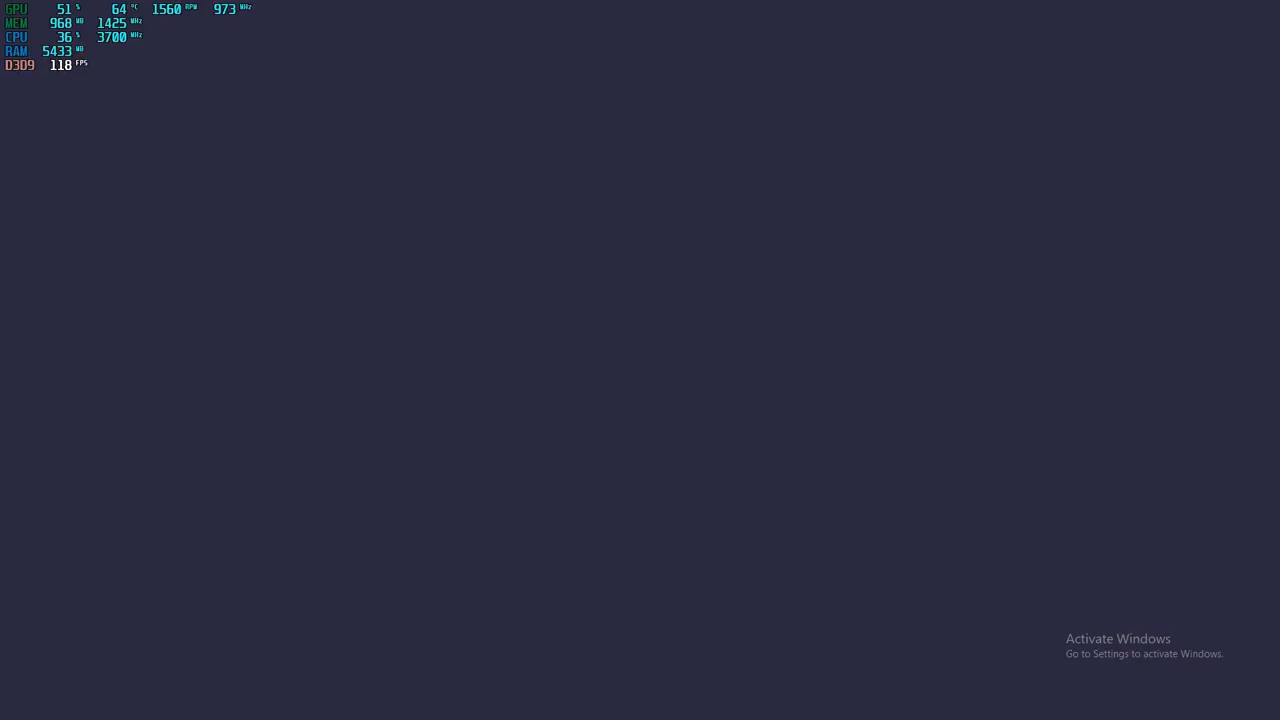 GPU 51 % 64 °C 1560 RPM 973 MHz
MEM 968 MB 1425 MHz
CPU 36 % 3700 MHz
RAM 5433 MB
D3D9 118 FPS
Activate Windows
Go to Settings to activate Windows.